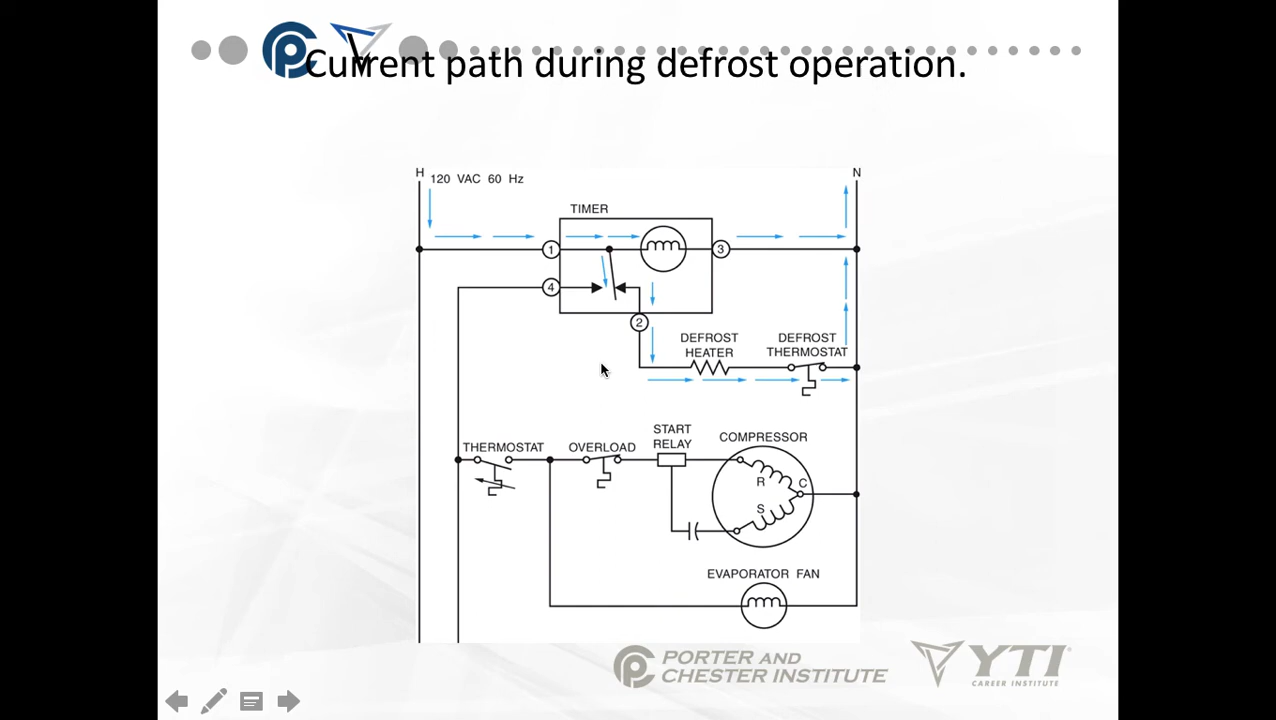 Current path during defrost operation.
H
120 VAC 60 Hz
N
TIMER
1
3
4
2
DEFROST
HEATER
DEFROST
THERMOSTAT
THERMOSTAT
OVERLOAD
START
RELAY
COMPRESSOR
R
C
S
EVAPORATOR FAN
PORTER AND
CHESTER INSTITUTE
YTI
CAREER INSTITUTE